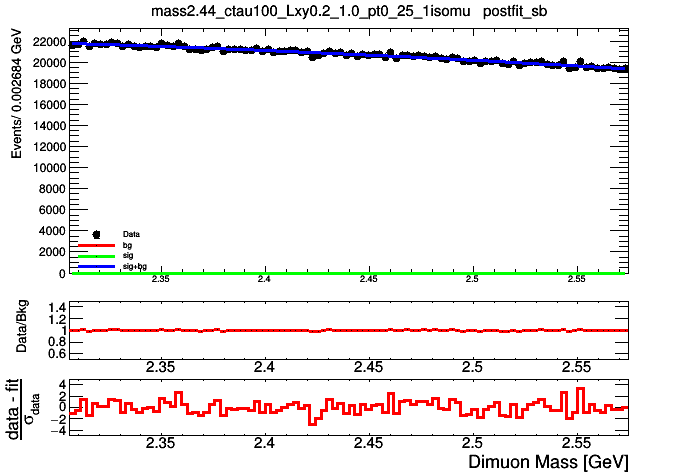 mass2.44_ctau100_Lxy0.2_1.0_pt0_25_1isomu postfit_sb
Events/ 0.002684 GeV
22000
20000
18000
16000
14000
12000
10000
8000
6000
4000
2000
0
Data
bg
sig
sig+bg
2.35 2.4 2.45 2.5 2.55
Data/Bkg
1.4
1.2
1
0.8
0.6
2.35 2.4 2.45 2.5 2.55
data - fit
σdata
4
2
0
−2
−4
2.35 2.4 2.45 2.5 2.55
Dimuon Mass [GeV]